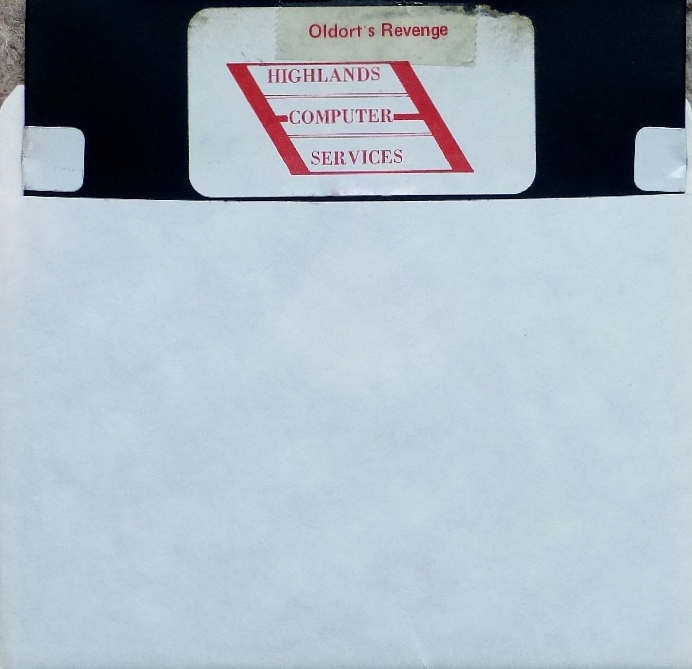 Oldort's Revenge
HIGHLANDS
COMPUTER
SERVICES